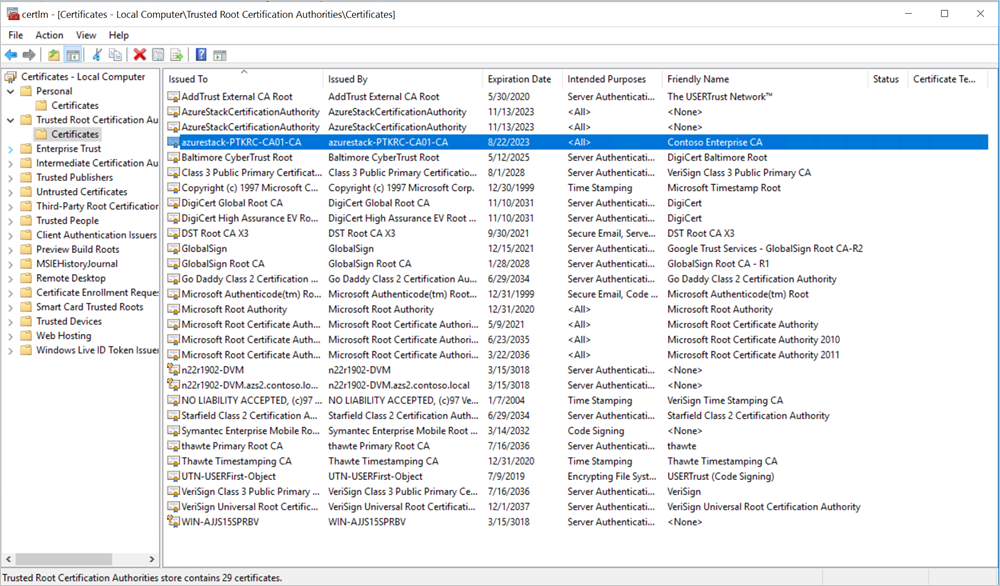 certlm - [Certificates - Local Computer\Trusted Root Certification Authorities\Certificates]
File Action View Help
Certificates - Local Computer
Personal
Certificates
Trusted Root Certification Au
Certificates
Enterprise Trust
Intermediate Certification Au
Trusted Publishers
Untrusted Certificates
Third-Party Root Certification
Trusted People
Client Authentication Issuers
Preview Build Roots
MSIEHistoryJournal
Remote Desktop
Certificate Enrollment Reques
Smart Card Trusted Roots
Trusted Devices
Web Hosting
Windows Live ID Token Issuer
Issued To Issued By Expiration Date Intended Purposes Friendly Name Status Certificate Te...
AddTrust External CA Root AddTrust External CA Root 5/30/2020 Server Authenticati... The USERTrust Network™
AzureStackCertificationAuthority AzureStackCertificationAuthority 11/13/2023 <All> <None>
AzureStackCertificationAuthority AzureStackCertificationAuthority 11/13/2023 <All> <None>
azurestack-PTKRC-CA01-CA azurestack-PTKRC-CA01-CA 8/22/2023 <All> Contoso Enterprise CA
Baltimore CyberTrust Root Baltimore CyberTrust Root 5/12/2025 Server Authenticati... DigiCert Baltimore Root
Class 3 Public Primary Certificat... Class 3 Public Primary Certificatio... 8/1/2028 Server Authenticati... VeriSign Class 3 Public Primary CA
Copyright (c) 1997 Microsoft C... Copyright (c) 1997 Microsoft Corp. 12/30/1999 Time Stamping Microsoft Timestamp Root
DigiCert Global Root CA DigiCert Global Root CA 11/10/2031 Server Authenticati... DigiCert
DigiCert High Assurance EV Ro... DigiCert High Assurance EV Root ... 11/10/2031 Server Authenticati... DigiCert
DST Root CA X3 DST Root CA X3 9/30/2021 Secure Email, Serve... DST Root CA X3
GlobalSign GlobalSign 12/15/2021 Server Authenticati... Google Trust Services - GlobalSign Root CA-R2
GlobalSign Root CA GlobalSign Root CA 1/28/2028 Server Authenticati... GlobalSign Root CA - R1
Go Daddy Class 2 Certification ... Go Daddy Class 2 Certification Au... 6/29/2034 Server Authenticati... Go Daddy Class 2 Certification Authority
Microsoft Authenticode(tm) Ro... Microsoft Authenticode(tm) Root... 12/31/1999 Secure Email, Code ... Microsoft Authenticode(tm) Root
Microsoft Root Authority Microsoft Root Authority 12/31/2020 <All> Microsoft Root Authority
Microsoft Root Certificate Auth... Microsoft Root Certificate Authori... 5/9/2021 <All> Microsoft Root Certificate Authority
Microsoft Root Certificate Auth... Microsoft Root Certificate Authori... 6/23/2035 <All> Microsoft Root Certificate Authority 2010
Microsoft Root Certificate Auth... Microsoft Root Certificate Authori... 3/22/2036 <All> Microsoft Root Certificate Authority 2011
n22r1902-DVM n22r1902-DVM 3/15/3018 Server Authenticati... <None>
n22r1902-DVM.azs2.contoso.lo... n22r1902-DVM.azs2.contoso.local 3/15/3018 Server Authenticati... <None>
NO LIABILITY ACCEPTED, (c)97 ... NO LIABILITY ACCEPTED, (c)97 Ve... 1/7/2004 Time Stamping VeriSign Time Stamping CA
Starfield Class 2 Certification A... Starfield Class 2 Certification Auth... 6/29/2034 Server Authenticati... Starfield Class 2 Certification Authority
Symantec Enterprise Mobile Ro... Symantec Enterprise Mobile Root ... 3/14/2032 Code Signing <None>
thawte Primary Root CA thawte Primary Root CA 7/16/2036 Server Authenticati... thawte
Thawte Timestamping CA Thawte Timestamping CA 12/31/2020 Time Stamping Thawte Timestamping CA
UTN-USERFirst-Object UTN-USERFirst-Object 7/9/2019 Encrypting File Syst... USERTrust (Code Signing)
VeriSign Class 3 Public Primary ... VeriSign Class 3 Public Primary Ce... 7/16/2036 Server Authenticati... VeriSign
VeriSign Universal Root Certific... VeriSign Universal Root Certificati... 12/1/2037 Server Authenticati... VeriSign Universal Root Certification Authority
WIN-AJJS15SPRBV WIN-AJJS15SPRBV 3/15/3018 Server Authenticati... <None>
Trusted Root Certification Authorities store contains 29 certificates.